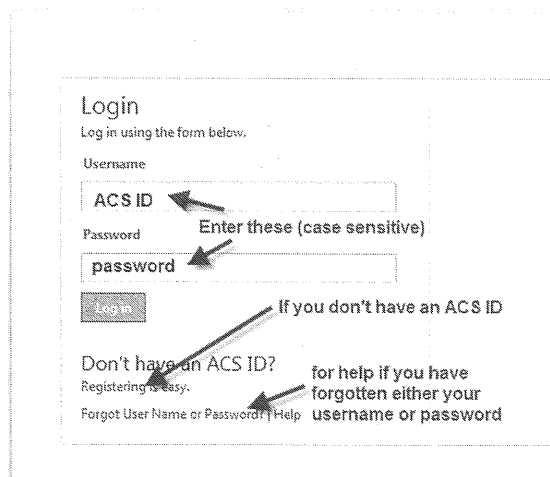 Login
Log in using the form below.
Username
ACS ID
Enter these (case sensitive)
Password
password
Log in
If you don't have an ACS ID
Don't have an ACS ID?
Registering is easy.
for help if you have
forgotten either your
username or password
Forgot User Name or Password? | Help